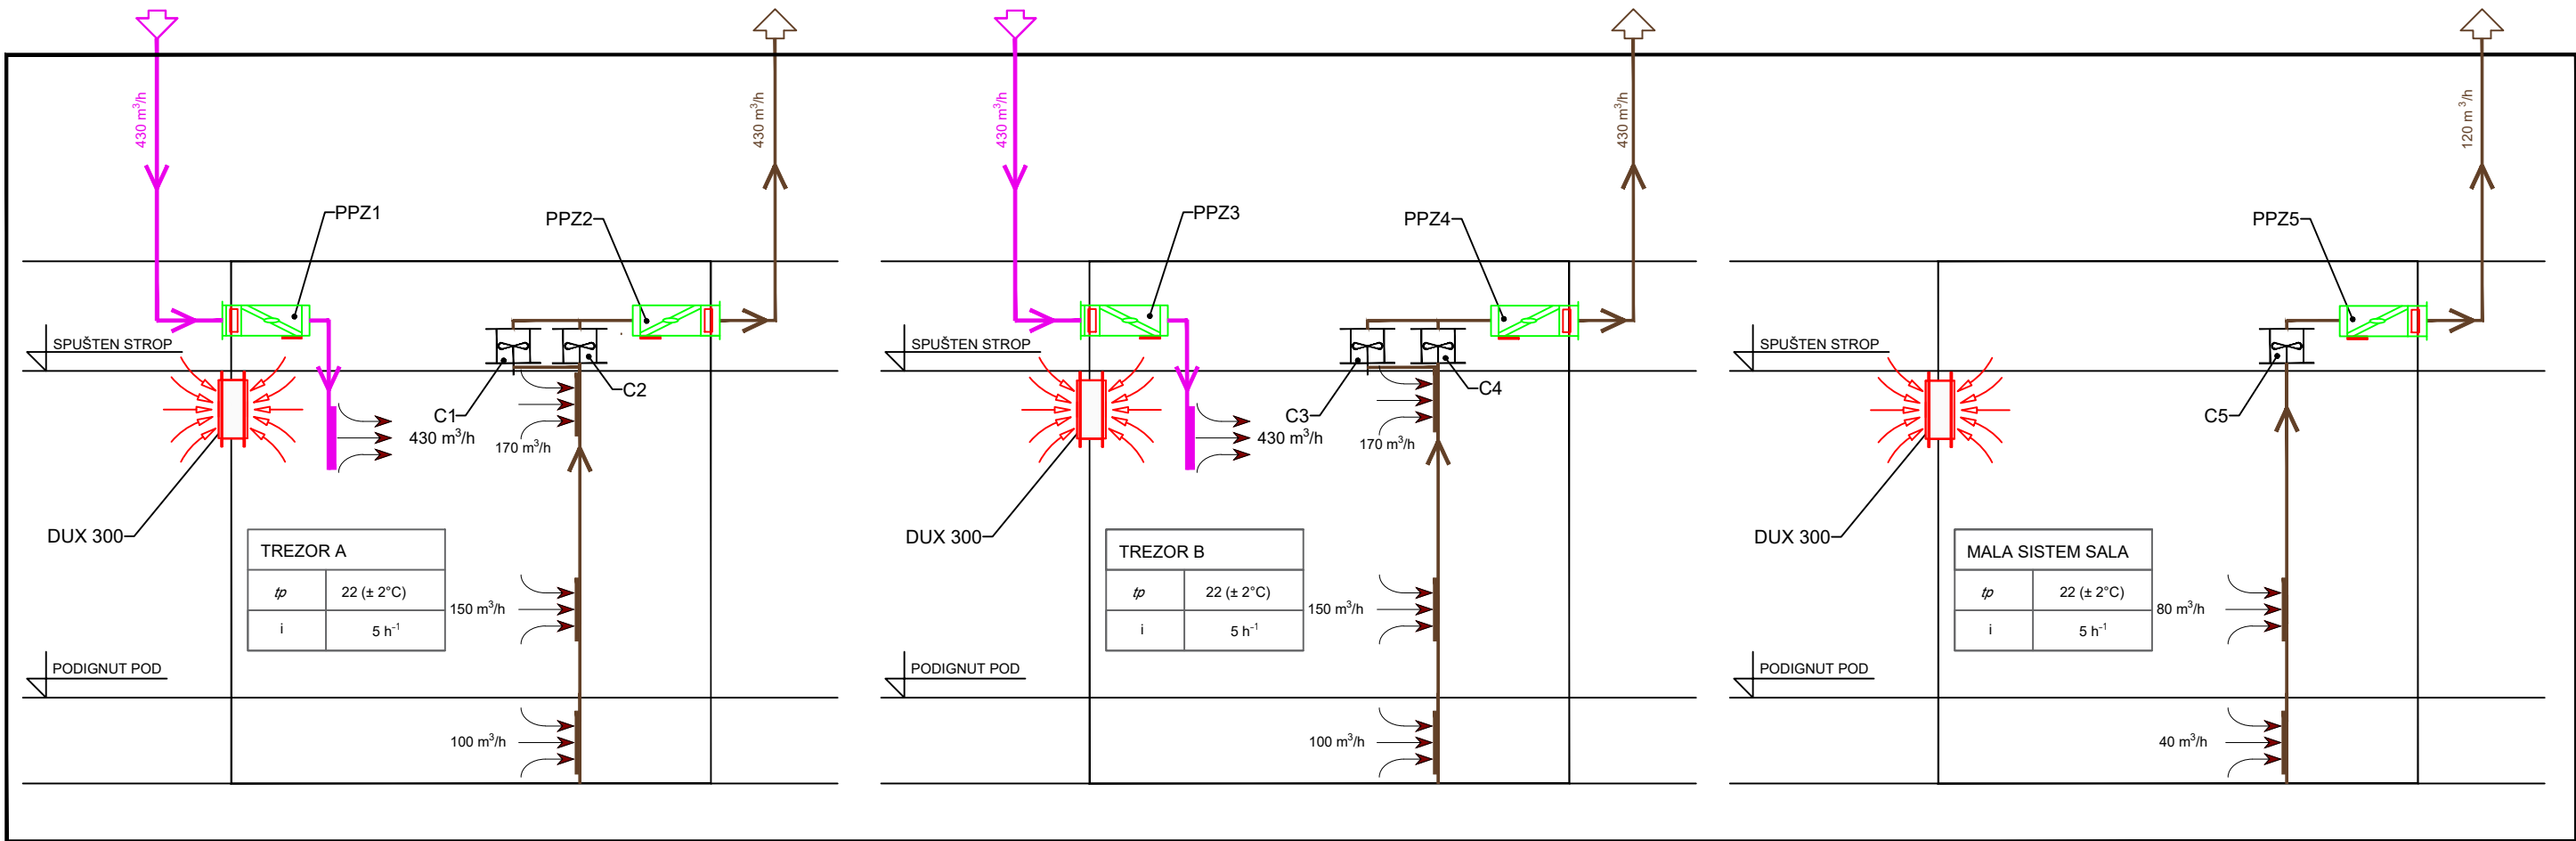 430 m³/h
430 m³/h
430 m³/h
430 m³/h
120 m³/h
PPZ1
PPZ2
PPZ3
PPZ4
PPZ5
SPUŠTEN STROP
SPUŠTEN STROP
SPUŠTEN STROP
C1
430 m³/h
C2
170 m³/h
C3
430 m³/h
C4
170 m³/h
C5
DUX 300
DUX 300
DUX 300
TREZOR A
tp 22 (± 2°C)
i 5 h⁻¹
150 m³/h
TREZOR B
tp 22 (± 2°C)
i 5 h⁻¹
150 m³/h
MALA SISTEM SALA
tp 22 (± 2°C)
i 5 h⁻¹
80 m³/h
PODIGNUT POD
PODIGNUT POD
PODIGNUT POD
100 m³/h
100 m³/h
40 m³/h